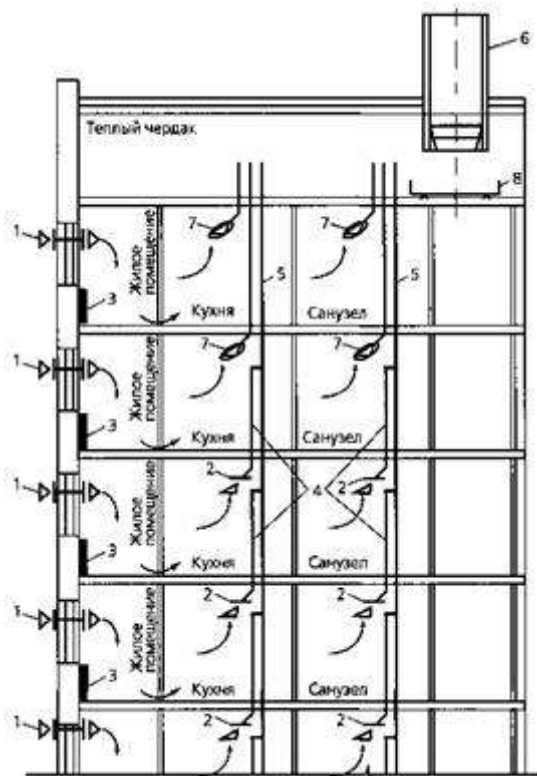 6
Теплый чердак
8
1
7
7
Жилое помещение
3
5
5
Кухня
Санузел
1
7
7
Жилое помещение
3
Кухня
Санузел
1
2
4
2
Жилое помещение
3
Кухня
Санузел
1
2
2
Жилое помещение
3
Кухня
Санузел
1
2
2